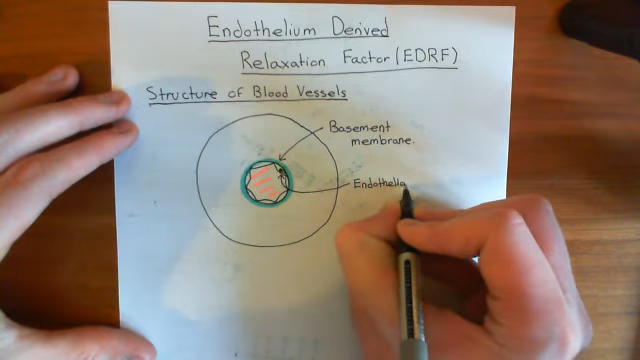 Endothelium Derived
Relaxation Factor (EDRF)
Structure of Blood Vessels
Basement
membrane.
Endothelia